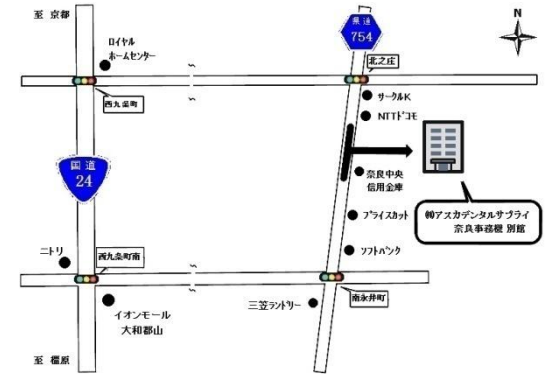 至 京都
ロイヤル
ホームセンター
県道
754
N
北之庄
西九条町
サークルK
NTTドコモ
国道
24
奈良中央
信用金庫
㈱アスカデンタルサプライ
奈良事務棟 別館
プライスカット
ニトリ
西九条町南
ソフトバンク
イオンモール
大和郡山
三笠ランドリー
南永井町
至 橿原